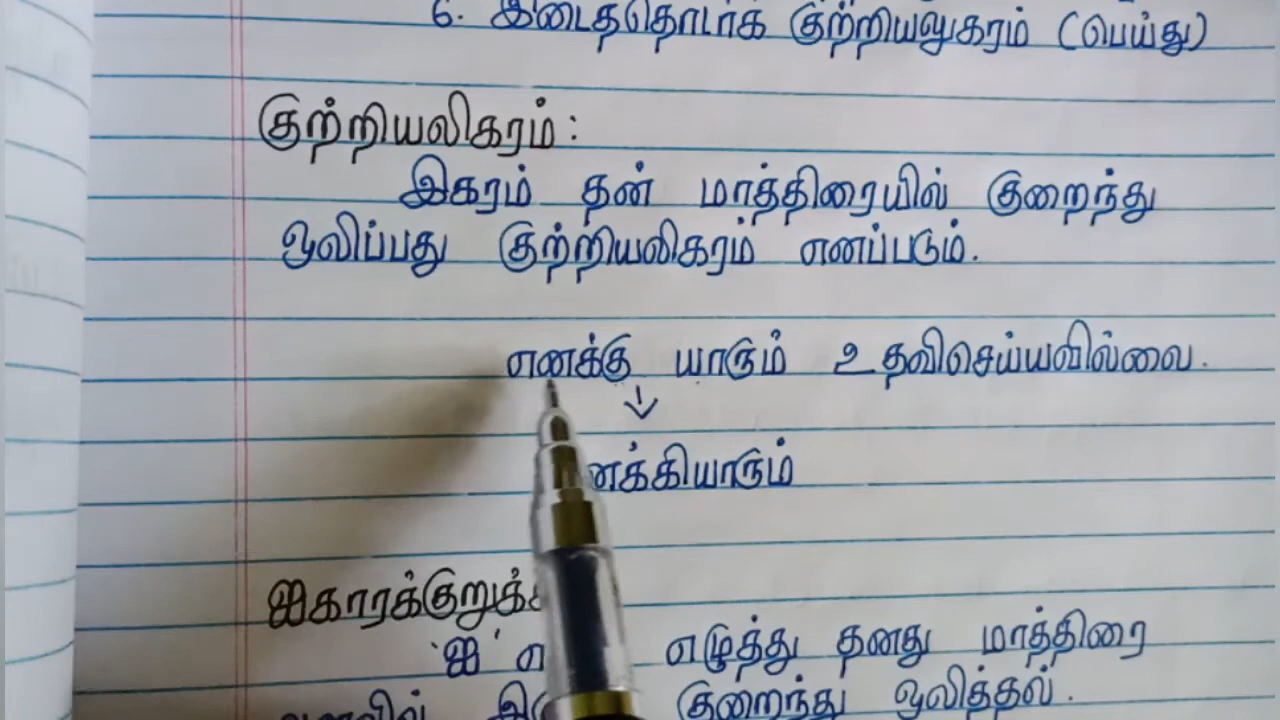 6. இடைத்தொடர்க் குற்றியலுகரம் (பெய்து)
குற்றியலிகரம் :
இகரம் தன் மாத்திரையில் குறைந்து
ஒலிப்பது குற்றியலிகரம் எனப்படும்.
எனக்கு யாரும் உதவிசெய்யவில்லை.
↓
னக்கியாரும்
ஐகாரக்குறுக்
'ஐ' எ எழுத்து தனது மாத்திரை
குறைந்து ஒலித்தல்.